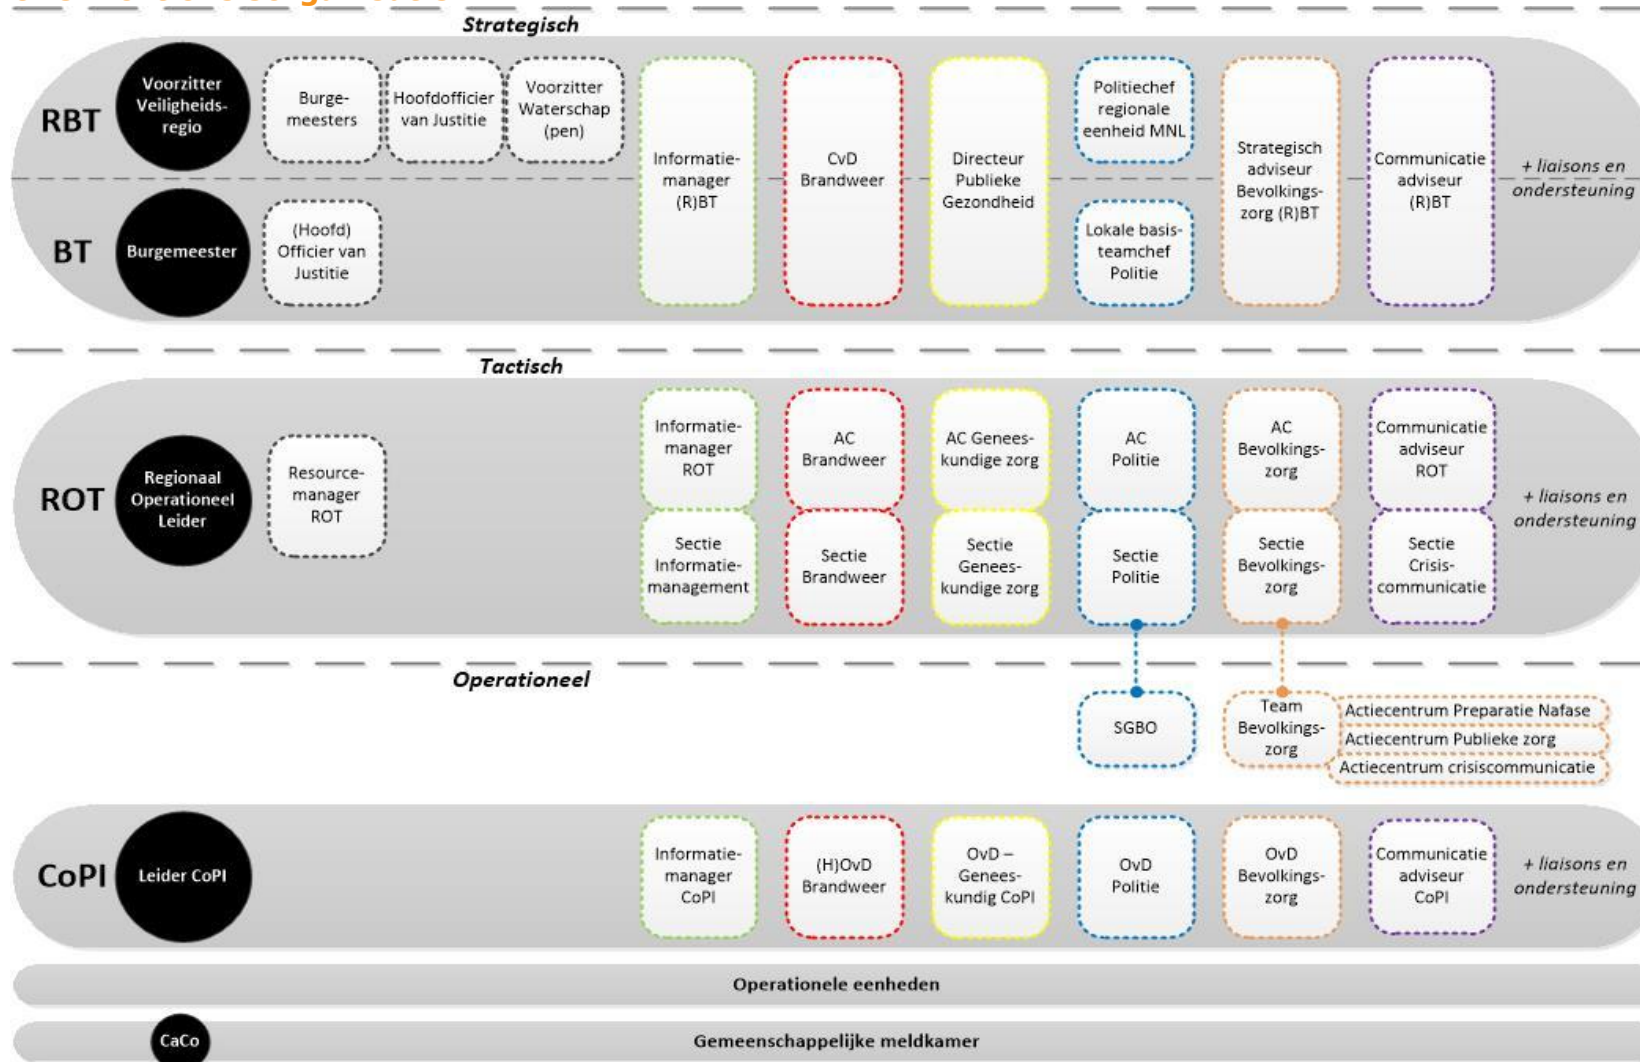 Strategisch
RBT
Voorzitter
Veiligheids-
regio
Burge-
meesters
Hoofdofficier
van Justitie
Voorzitter
Waterschap
(pen)
Informatie-
manager
(R)BT
CvD
Brandweer
Directeur
Publieke
Gezondheid
Politiechef
regionale
eenheid MNL
Strategisch
adviseur
Bevolkings-
zorg (R)BT
Communicatie
adviseur
(R)BT
+ liaisons en
ondersteuning
BT
Burgemeester
(Hoofd)
Officier van
Justitie
Lokale basis-
teamchef
Politie
Tactisch
ROT
Regionaal
Operationeel
Leider
Resource-
manager
ROT
Informatie-
manager
ROT
AC
Brandweer
AC Genees-
kundige zorg
AC
Politie
AC
Bevolkings-
zorg
Communicatie
adviseur
ROT
+ liaisons en
ondersteuning
Sectie
Informatie-
management
Sectie
Brandweer
Sectie
Genees-
kundige zorg
Sectie
Politie
Sectie
Bevolkings-
zorg
Sectie
Crisis-
communicatie
Operationeel
SGBO
Team
Bevolkings-
zorg
Actiecentrum Preparatie Nafase
Actiecentrum Publieke zorg
Actiecentrum crisiscommunicatie
CoPI
Leider CoPI
Informatie-
manager
CoPI
(H)OvD
Brandweer
OvD –
Genees-
kundig CoPI
OvD
Politie
OvD
Bevolkings-
zorg
Communicatie
adviseur
CoPI
+ liaisons en
ondersteuning
Operationele eenheden
CaCo
Gemeenschappelijke meldkamer